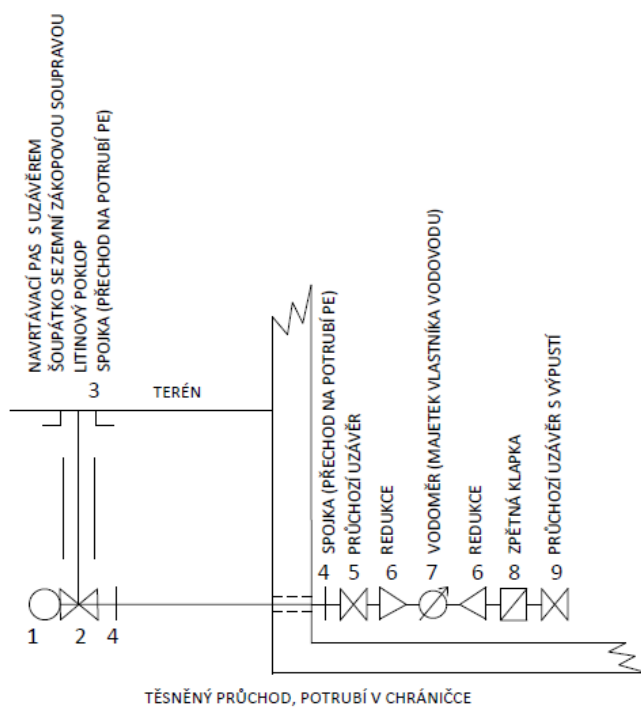 NAVRTÁVACÍ PAS S UZÁVĚREM
ŠOUPÁTKO SE ZEMNÍ ZÁKOPOVOU SOUPRAVOU
LITINOVÝ POKLOP
SPOJKA (PŘECHOD NA POTRUBÍ PE)
3
TERÉN
SPOJKA (PŘECHOD NA POTRUBÍ PE)
PRŮCHOZÍ UZÁVĚR
REDUKCE
VODOMĚR (MAJETEK VLASTNÍKA VODOVODU)
REDUKCE
ZPĚTNÁ KLAPKA
PRŮCHOZÍ UZÁVĚR S VÝPUSTÍ
4 5 6 7 6 8 9
1 2 4
TĚSNĚNÝ PRŮCHOD, POTRUBÍ V CHRÁNIČCE